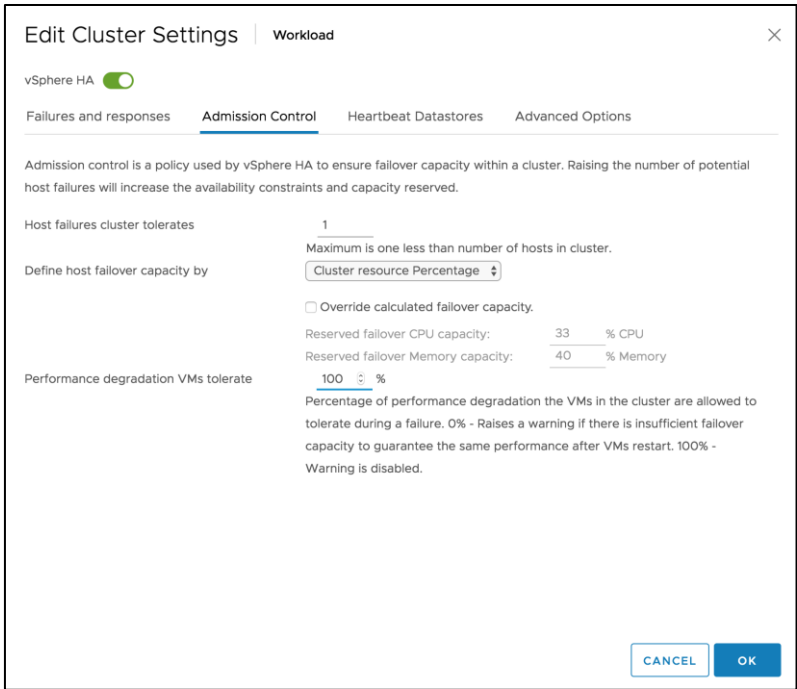 Edit Cluster Settings Workload
vSphere HA
Failures and responses Admission Control Heartbeat Datastores Advanced Options
Admission control is a policy used by vSphere HA to ensure failover capacity within a cluster. Raising the number of potential
host failures will increase the availability constraints and capacity reserved.
Host failures cluster tolerates 1
Maximum is one less than number of hosts in cluster.
Define host failover capacity by Cluster resource Percentage
Override calculated failover capacity.
Reserved failover CPU capacity: 33 % CPU
Reserved failover Memory capacity: 40 % Memory
Performance degradation VMs tolerate 100 %
Percentage of performance degradation the VMs in the cluster are allowed to
tolerate during a failure. 0% - Raises a warning if there is insufficient failover
capacity to guarantee the same performance after VMs restart. 100% -
Warning is disabled.
CANCEL OK